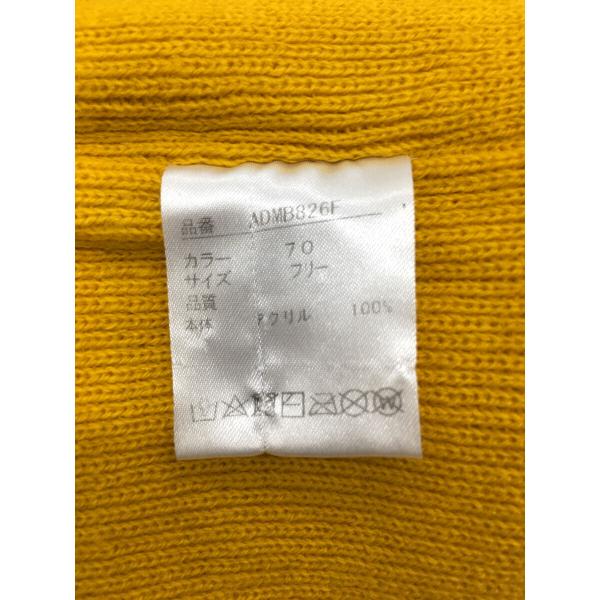 品番 ADMB826F
カラー 70
サイズ フリー
品質
本体 アクリル 100%